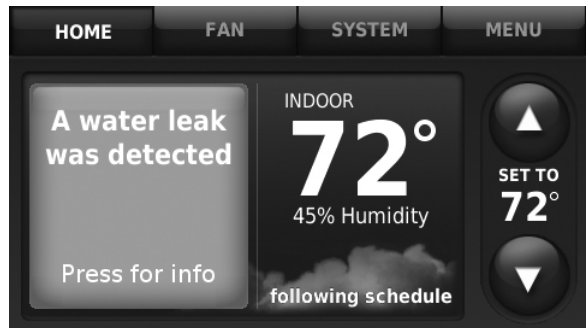 HOME
FAN
SYSTEM
MENU
A water leak
was detected
Press for info
INDOOR
72°
45% Humidity
following schedule
SET TO
72°